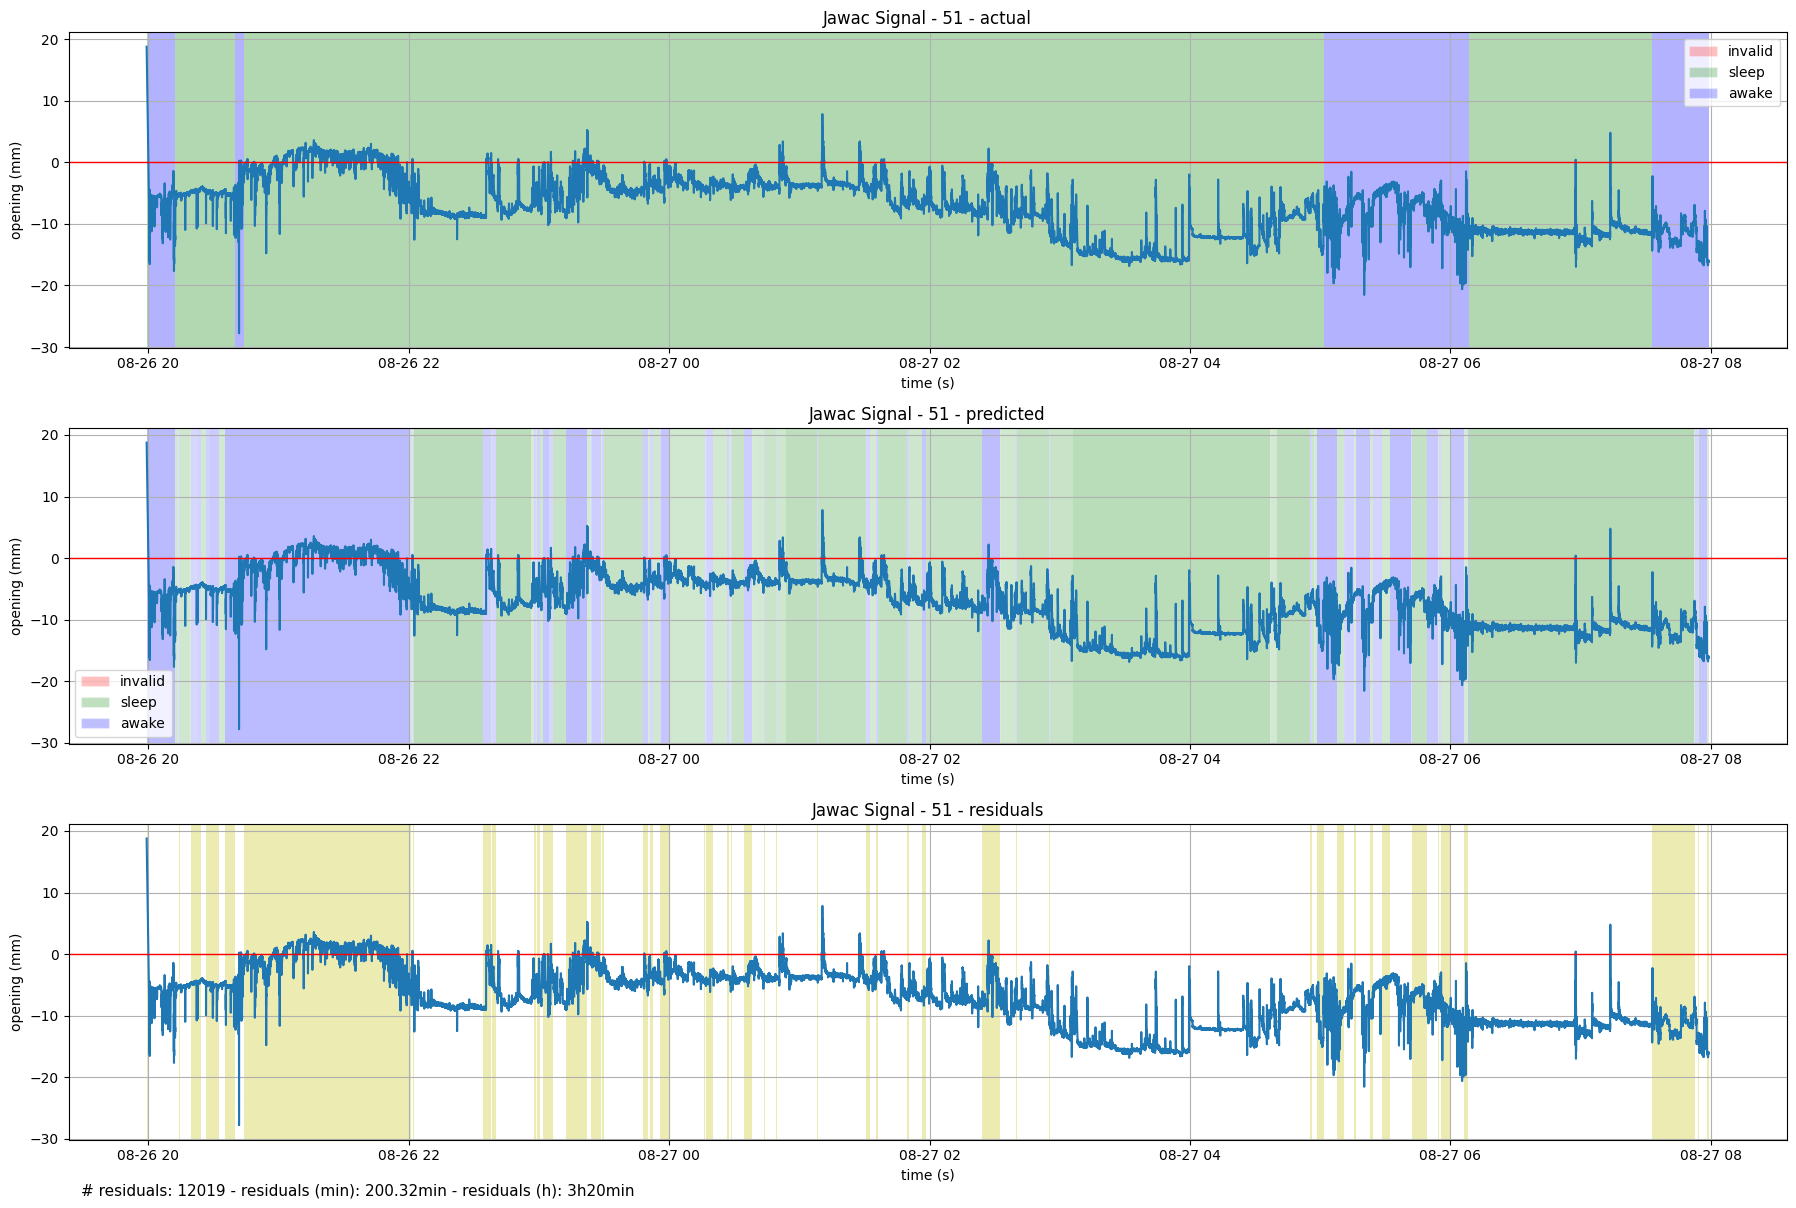 Jawac Signal - 51 - actual
20
10
0
−10
−20
−30
opening (mm)
invalid
sleep
awake
08-26 20
08-26 22
08-27 00
08-27 02
08-27 04
08-27 06
08-27 08
time (s)
Jawac Signal - 51 - predicted
20
10
0
−10
−20
−30
opening (mm)
invalid
sleep
awake
08-26 20
08-26 22
08-27 00
08-27 02
08-27 04
08-27 06
08-27 08
time (s)
Jawac Signal - 51 - residuals
20
10
0
−10
−20
−30
opening (mm)
08-26 20
08-26 22
08-27 00
08-27 02
08-27 04
08-27 06
08-27 08
time (s)
# residuals: 12019 - residuals (min): 200.32min - residuals (h): 3h20min